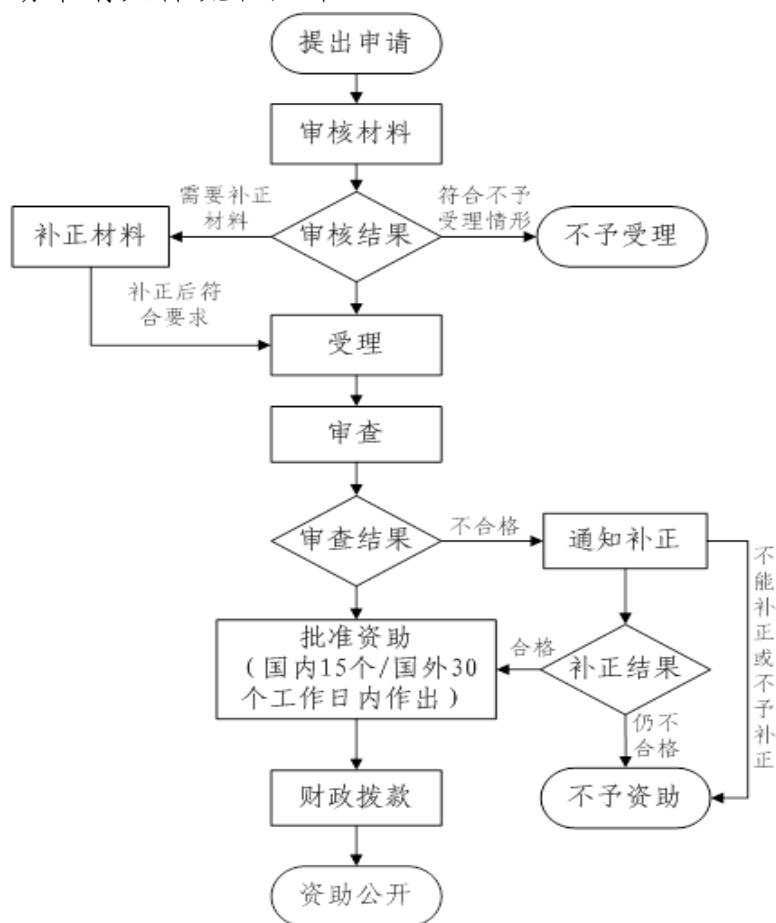 提出申请
审核材料
需要补正
材料
符合不予
受理情形
补正材料
审核结果
不予受理
补正后符
合要求
受理
审查
审查结果
不合格
通知补正
不能补正或不予补正
批准资助
（国内15个/国外30
个工作日内作出）
合格
补正结果
仍不
合格
财政拨款
不予资助
资助公开